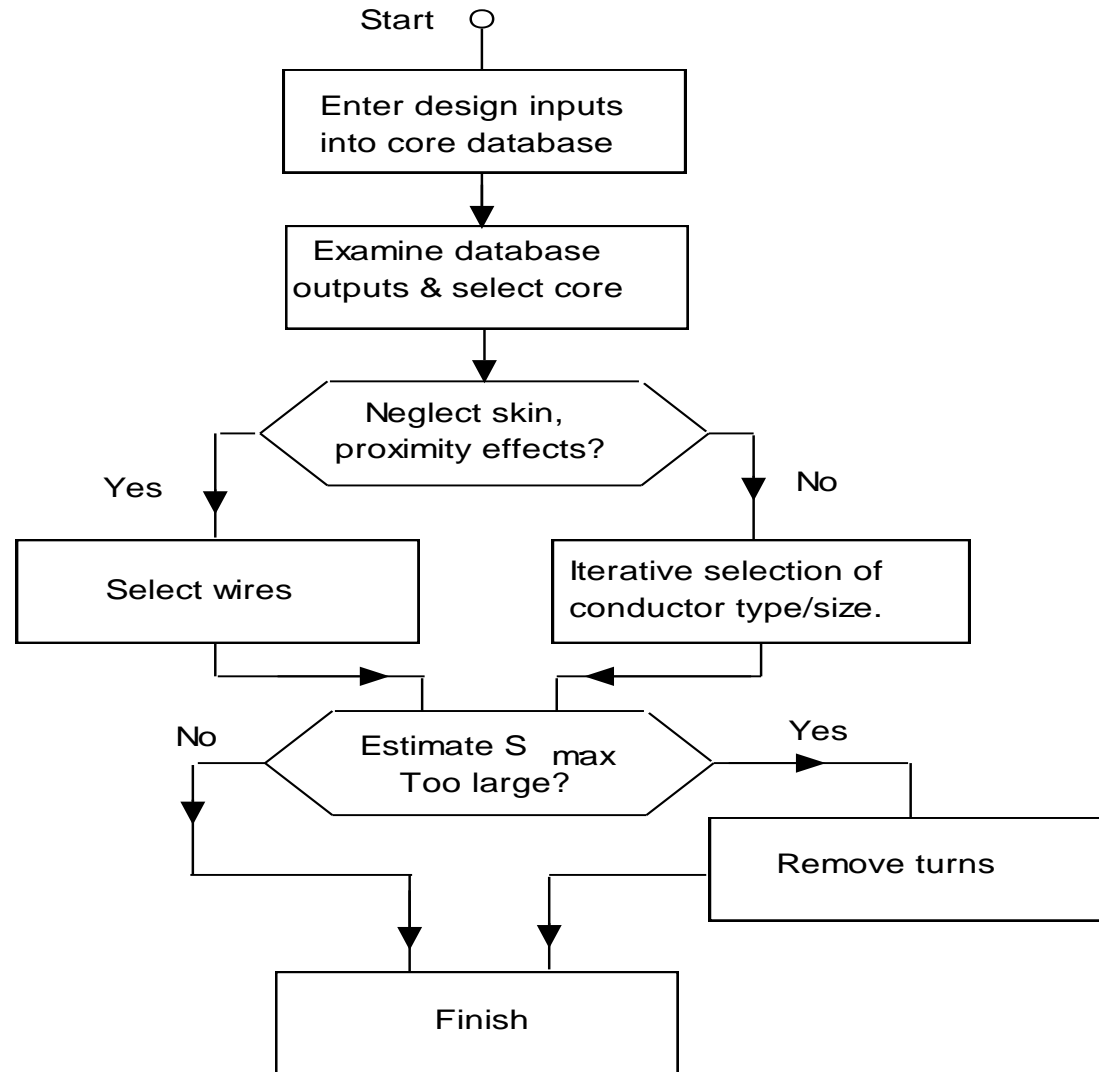 Start
Enter design inputs
into core database
Examine database
outputs & select core
Neglect skin,
proximity effects?
Yes
No
Select wires
Iterative selection of
conductor type/size.
No
Estimate S max
Too large?
Yes
Remove turns
Finish